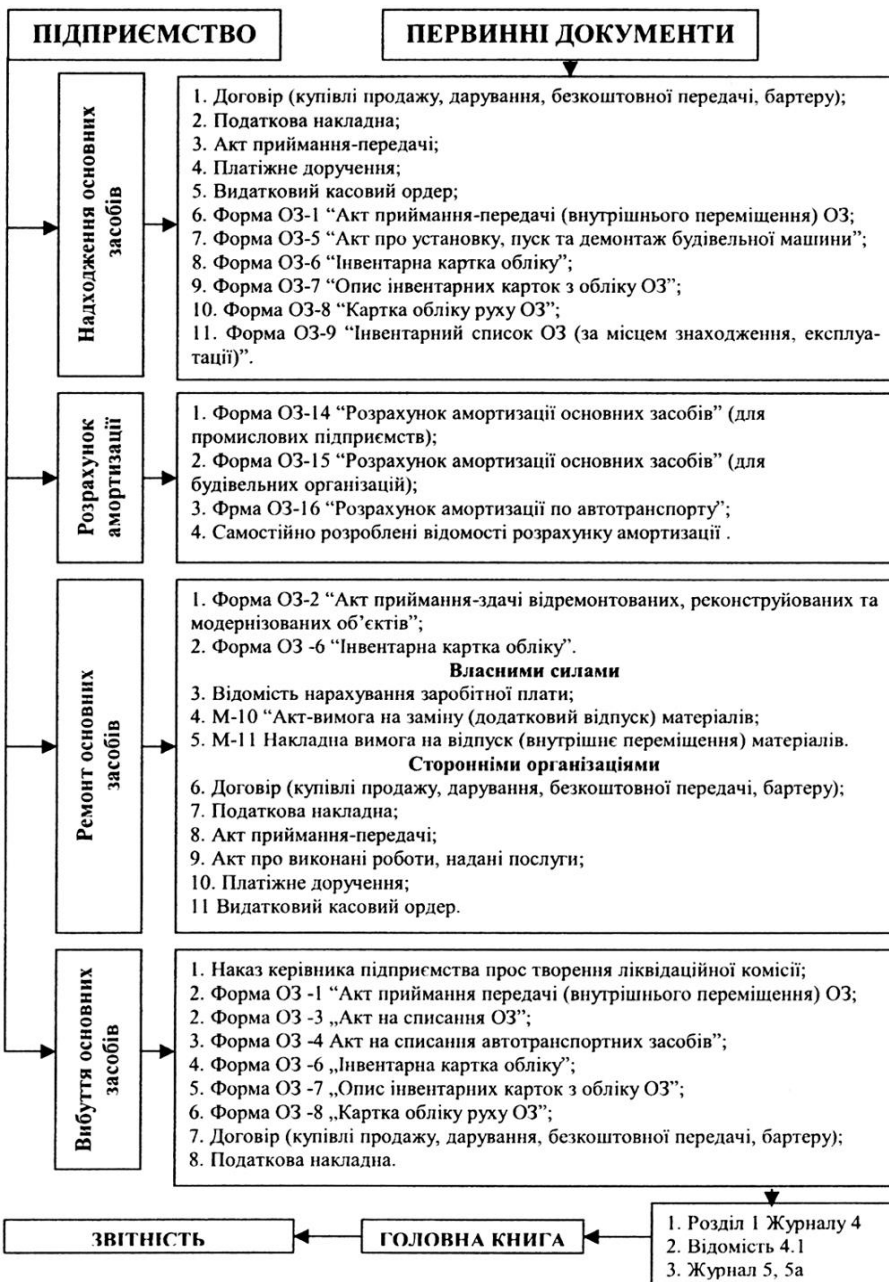 ПІДПРИЄМСТВО
ПЕРВИННІ ДОКУМЕНТИ
Надходження основних
засобів
1. Договір (купівлі продажу, дарування, безкоштовної передачі, бартеру);
2. Податкова накладна;
3. Акт приймання-передачі;
4. Платіжне доручення;
5. Видатковий касовий ордер;
6. Форма ОЗ-1 “Акт приймання-передачі (внутрішнього переміщення) ОЗ;
7. Форма ОЗ-5 “Акт про установку, пуск та демонтаж будівельної машини”;
8. Форма ОЗ-6 “Інвентарна картка обліку”;
9. Форма ОЗ-7 “Опис інвентарних карток з обліку ОЗ”;
10. Форма ОЗ-8 “Картка обліку руху ОЗ”;
11. Форма ОЗ-9 “Інвентарний список ОЗ (за місцем знаходження, експлуа-
тації)”.
Розрахунок
амортизації
1. Форма ОЗ-14 “Розрахунок амортизації основних засобів” (для
промислових підприємств);
2. Форма ОЗ-15 “Розрахунок амортизації основних засобів” (для
будівельних організацій);
3. Фрма ОЗ-16 “Розрахунок амортизації по автотранспорту”;
4. Самостійно розроблені відомості розрахунку амортизації .
Ремонт основних
засобів
1. Форма ОЗ-2 “Акт приймання-здачі відремонтованих, реконструйованих та
модернізованих об’єктів”;
2. Форма ОЗ -6 “Інвентарна картка обліку”.
Власними силами
3. Відомість нарахування заробітної плати;
4. М-10 “Акт-вимога на заміну (додатковий відпуск) матеріалів;
5. М-11 Накладна вимога на відпуск (внутрішнє переміщення) матеріалів.
Сторонніми організаціями
6. Договір (купівлі продажу, дарування, безкоштовної передачі, бартеру);
7. Податкова накладна;
8. Акт приймання-передачі;
9. Акт про виконані роботи, надані послуги;
10. Платіжне доручення;
11 Видатковий касовий ордер.
Вибуття основних
засобів
1. Наказ керівника підприємства прос творення ліквідаційної комісії;
2. Форма ОЗ -1 “Акт приймання передачі (внутрішнього переміщення) ОЗ;
2. Форма ОЗ -3 „Акт на списання ОЗ”;
3. Форма ОЗ -4 Акт на списання автотранспортних засобів”;
4. Форма ОЗ -6 „Інвентарна картка обліку”;
5. Форма ОЗ -7 „Опис інвентарних карток з обліку ОЗ”;
6. Форма ОЗ -8 „Картка обліку руху ОЗ”;
7. Договір (купівлі продажу, дарування, безкоштовної передачі, бартеру);
8. Податкова накладна.
ЗВІТНІСТЬ
ГОЛОВНА КНИГА
1. Розділ 1 Журналу 4
2. Відомість 4.1
3. Журнал 5, 5а